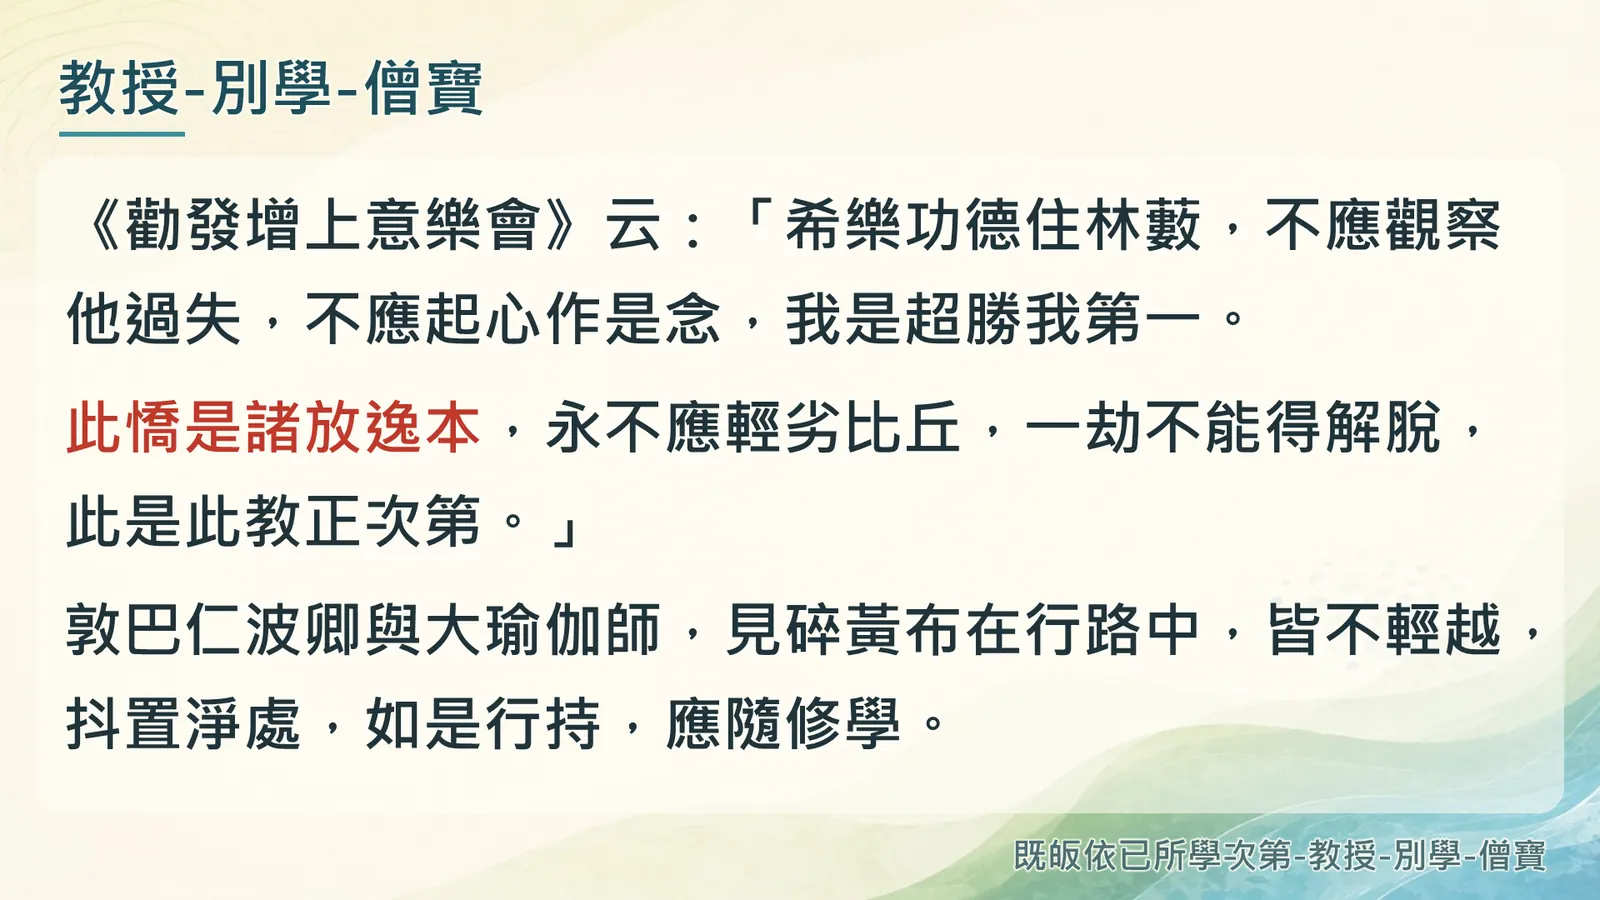 教授-別學-僧寶
《勸發增上意樂會》云：「希樂功德住林藪，不應觀察
他過失，不應起心作是念，我是超勝我第一。
此憍是諸放逸本，永不應輕劣比丘，一劫不能得解脫，
此是此教正次第。」
敦巴仁波卿與大瑜伽師，見碎黃布在行路中，皆不輕越，
抖置淨處，如是行持，應隨修學。
既皈依已所學次第-教授-別學-僧寶